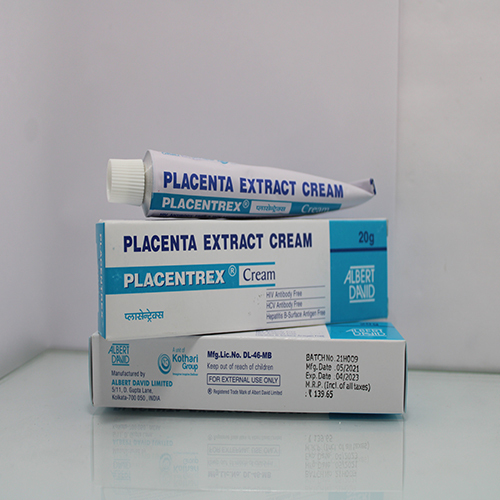 PLACENTA EXTRACT CREAM
PLACENTREX® प्लासेन्ट्रेक्स Cream
PLACENTA EXTRACT CREAM 20g
PLACENTREX® Cream
ALBERT DAVID
HIV Antibody Free
HCV Antibody Free
Hepatitis B-Surface Antigen Free
प्लासेन्ट्रेक्स
ALBERT DAVID
A part of
Kothari Group
Manufactured by
ALBERT DAVID LIMITED
5/11, D. Gupta Lane,
Kolkata-700 050, INDIA
Mfg.Lic.No. DL-46-MB
Keep out of reach of children
FOR EXTERNAL USE ONLY
® Registered Trade Mark of Albert David Limited
BATCH No. 21H009
Mfg. Date .05/2021
Exp. Date .04/2023
M.R.P. (Incl. of all taxes)
: ₹ 139.65